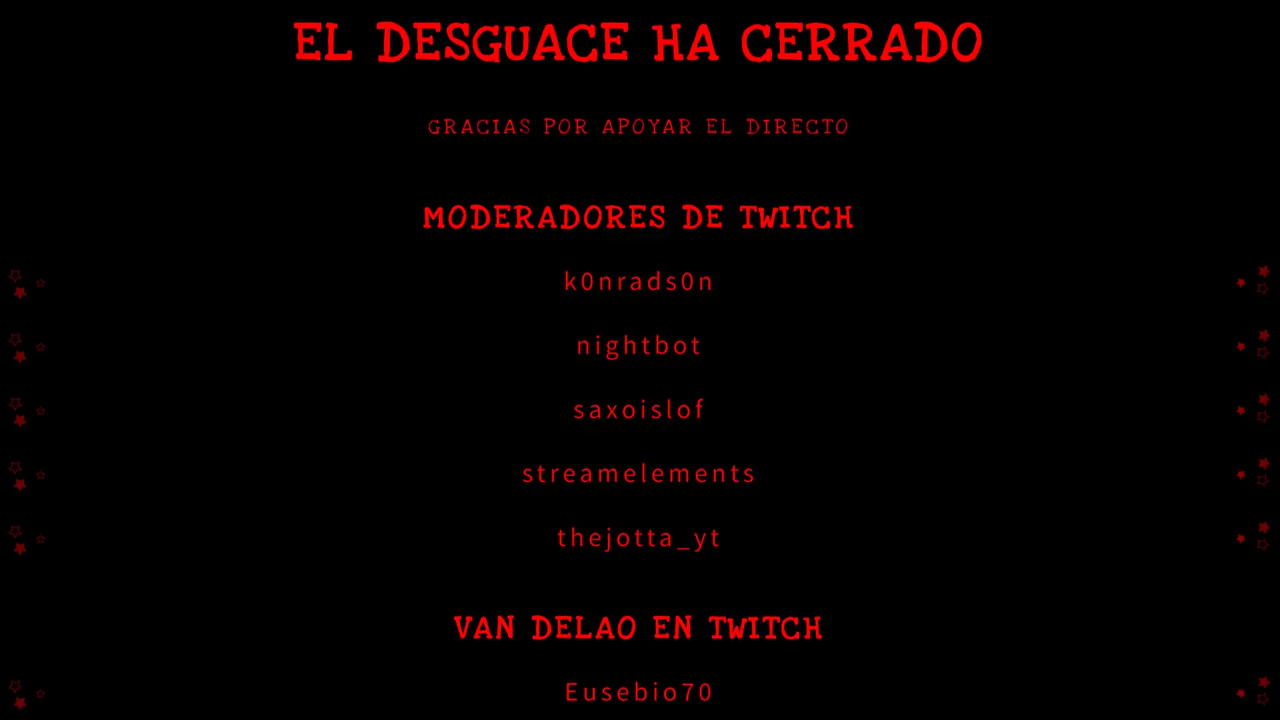 EL DESGUACE HA CERRADO
GRACIAS POR APOYAR EL DIRECTO
MODERADORES DE TWITCH
k0nrads0n
nightbot
saxoislof
streamelements
thejotta_yt
VAN DELAO EN TWITCH
Eusebio70